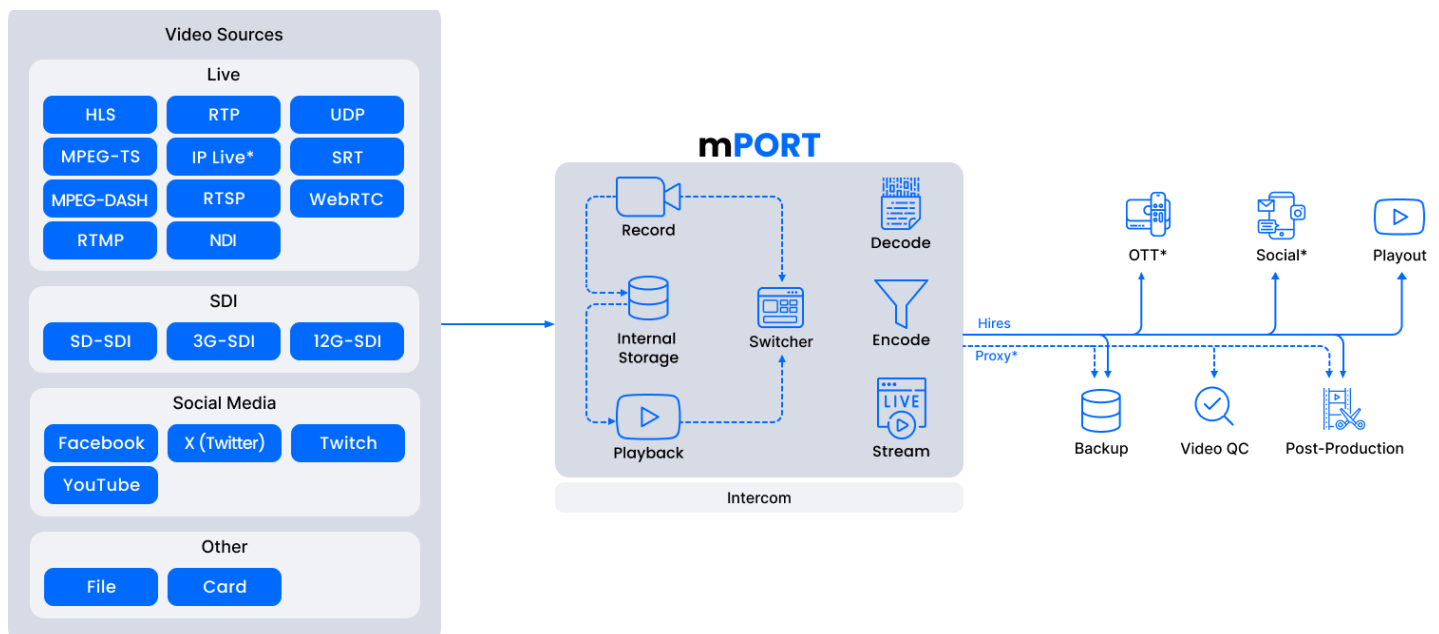 Video Sources
Live
HLS
RTP
UDP
MPEG-TS
IP Live*
SRT
MPEG-DASH
RTSP
WebRTC
RTMP
NDI
SDI
SD-SDI
3G-SDI
12G-SDI
Social Media
Facebook
X (Twitter)
Twitch
YouTube
Other
File
Card
mPORT
Record
Internal
Storage
Playback
Switcher
Decode
Encode
LIVE
Stream
Intercom
Hires
Proxy*
OTT*
Social*
Playout
Backup
Video QC
Post-Production